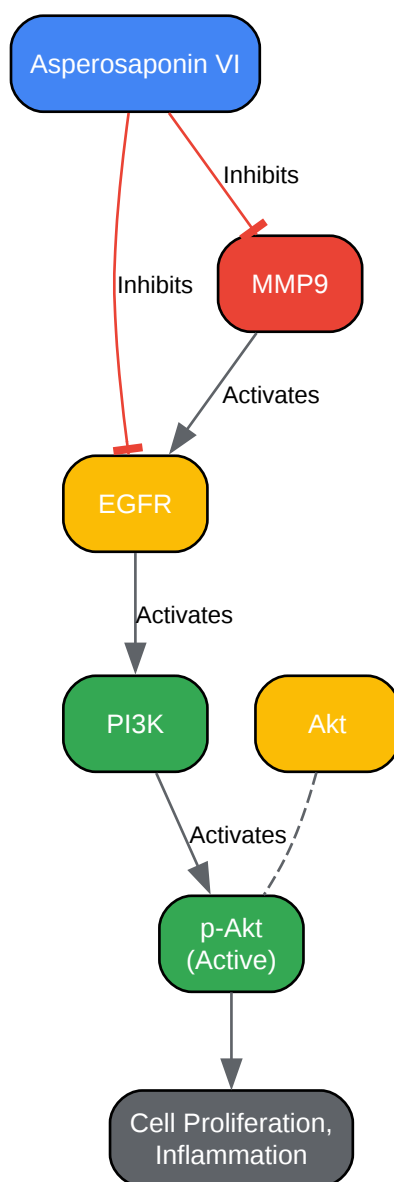 Asperosaponin VI
Inhibits
MMP9
Inhibits
Activates
EGFR
Activates
PI3K
Akt
Activates
p-Akt
(Active)
Cell Proliferation,
Inflammation